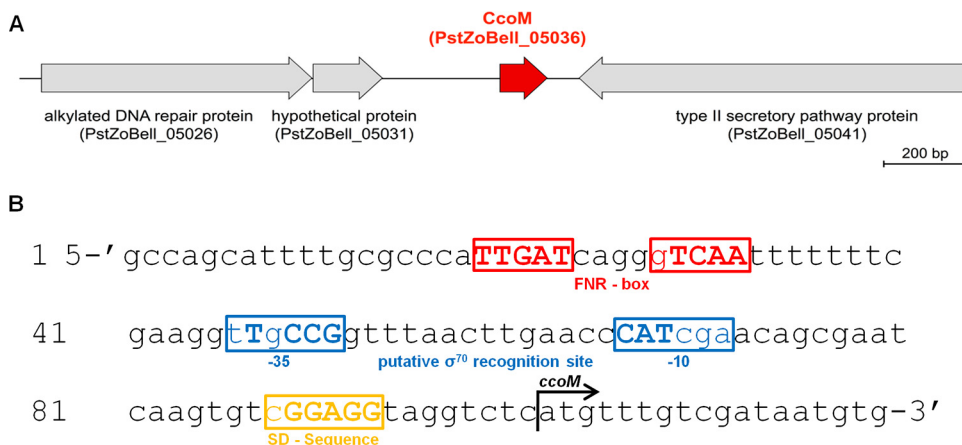 A
CcoM
(PstZoBell_05036)
alkylated DNA repair protein
(PstZoBell_05026)
hypothetical protein
(PstZoBell_05031)
type II secretory pathway protein
(PstZoBell_05041)
200 bp
B
1 5-’gccagcattttgcgcccaTTGATcagggTCAAtttttttc
FNR - box
41 gaaggtTgCCGgtttaacttgaaccCATcgaacagcgaat
-35 putative σ⁷⁰ recognition site -10
ccoM
81 caagtgtcGGAGGtaggtctcatgtttgtcgataatgtg-3’
SD - Sequence